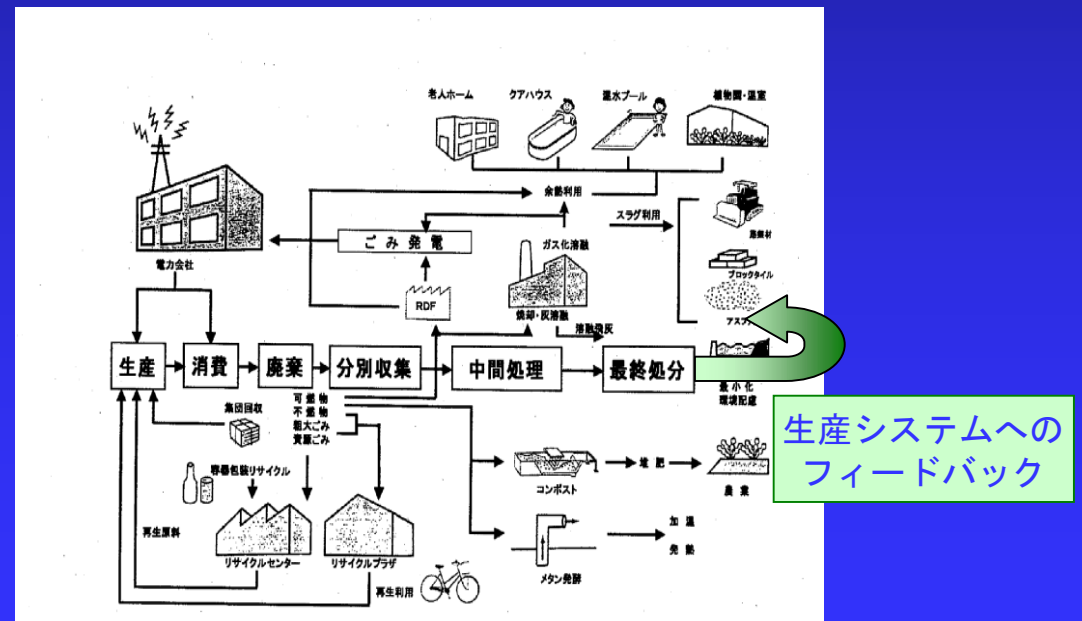 老人ホーム
クアハウス
温水プール
植物園・温室
余熱利用
スラグ利用
路盤材
ごみ発電
ガス化溶融
ブロックタイル
電力会社
RDF
焼却・灰溶融
溶融飛灰
生産
消費
廃棄
分別収集
中間処理
最終処分
最小化
環境配慮
生産システムへの
フィードバック
集団回収
可燃物
不燃物
粗大ごみ
資源ごみ
容器包装リサイクル
コンポスト
堆肥
農業
再生原料
リサイクルセンター
リサイクルプラザ
再生利用
メタン発酵
加温
発熱